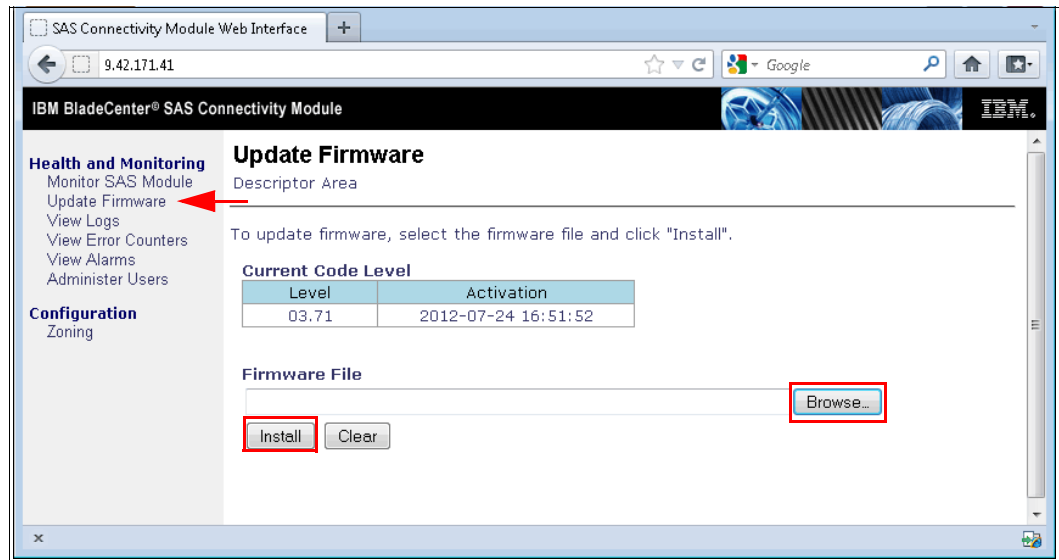 SAS Connectivity Module Web Interface
9.42.171.41
Google
IBM BladeCenter® SAS Connectivity Module
IBM.
Health and Monitoring
Monitor SAS Module
Update Firmware
View Logs
View Error Counters
View Alarms
Administer Users
Configuration
Zoning
Update Firmware
Descriptor Area
To update firmware, select the firmware file and click "Install".
Current Code Level
Level Activation
03.71 2012-07-24 16:51:52
Firmware File
Browse...
Install Clear